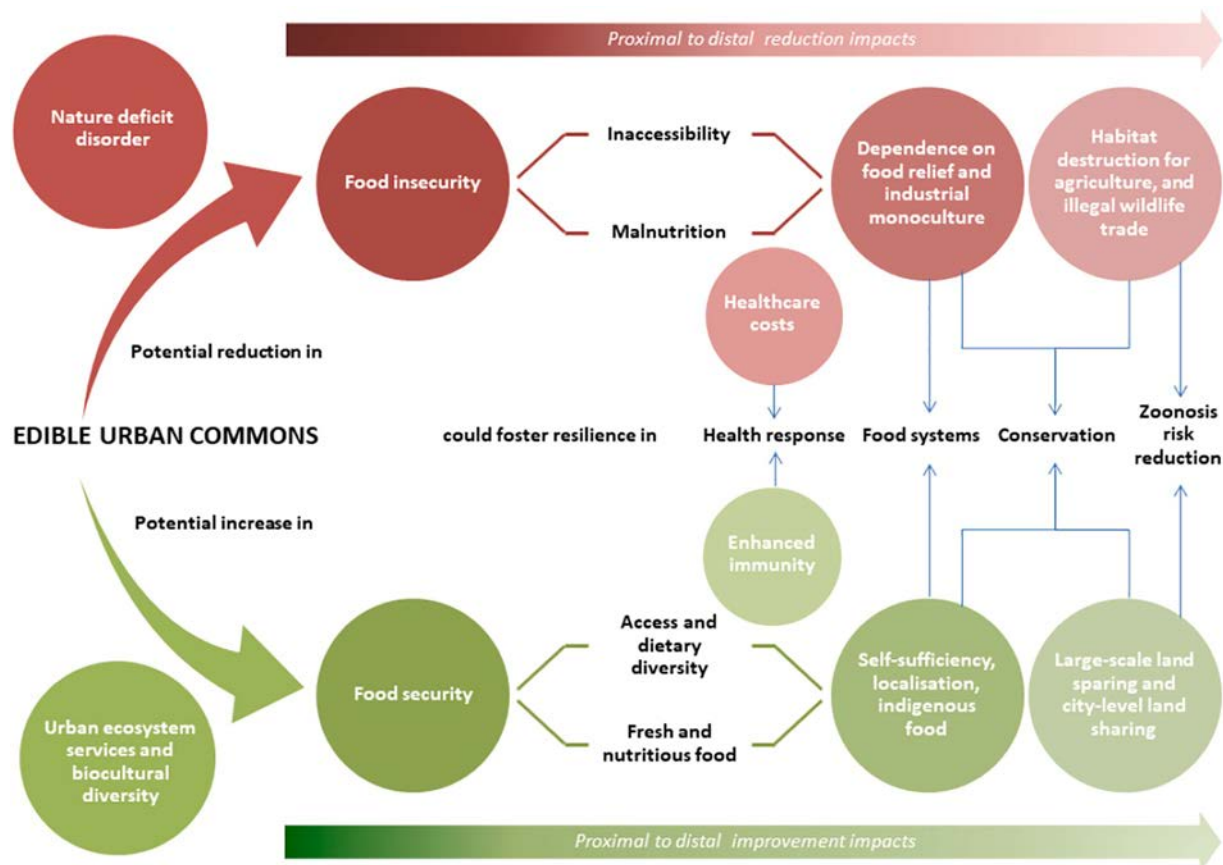 Proximal to distal reduction impacts
Nature deficit
disorder
Food insecurity
Inaccessibility
Malnutrition
Dependence on
food relief and
industrial
monoculture
Habitat
destruction for
agriculture, and
illegal wildlife
trade
Healthcare
costs
Potential reduction in
EDIBLE URBAN COMMONS
could foster resilience in
Health response
Food systems
Conservation
Zoonosis
risk
reduction
Potential increase in
Enhanced
immunity
Food security
Access and
dietary
diversity
Fresh and
nutritious food
Self-sufficiency,
localisation,
indigenous
food
Large-scale land
sparing and
city-level land
sharing
Urban ecosystem
services and
biocultural
diversity
Proximal to distal improvement impacts